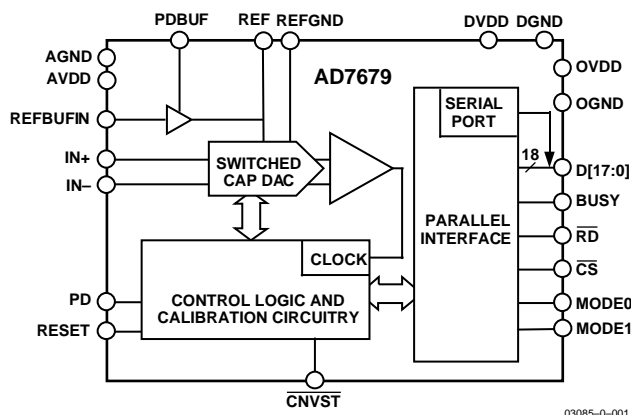 PDBUF REF REFGND DVDD DGND
AGND
AVDD
AD7679
OVDD
OGND
REFBUFIN
SERIAL
PORT
IN+
IN–
SWITCHED
CAP DAC
18
D[17:0]
BUSY
PARALLEL
INTERFACE
RD
CS
CLOCK
CONTROL LOGIC AND
CALIBRATION CIRCUITRY
PD
RESET
MODE0
MODE1
CNVST
03085–0–001